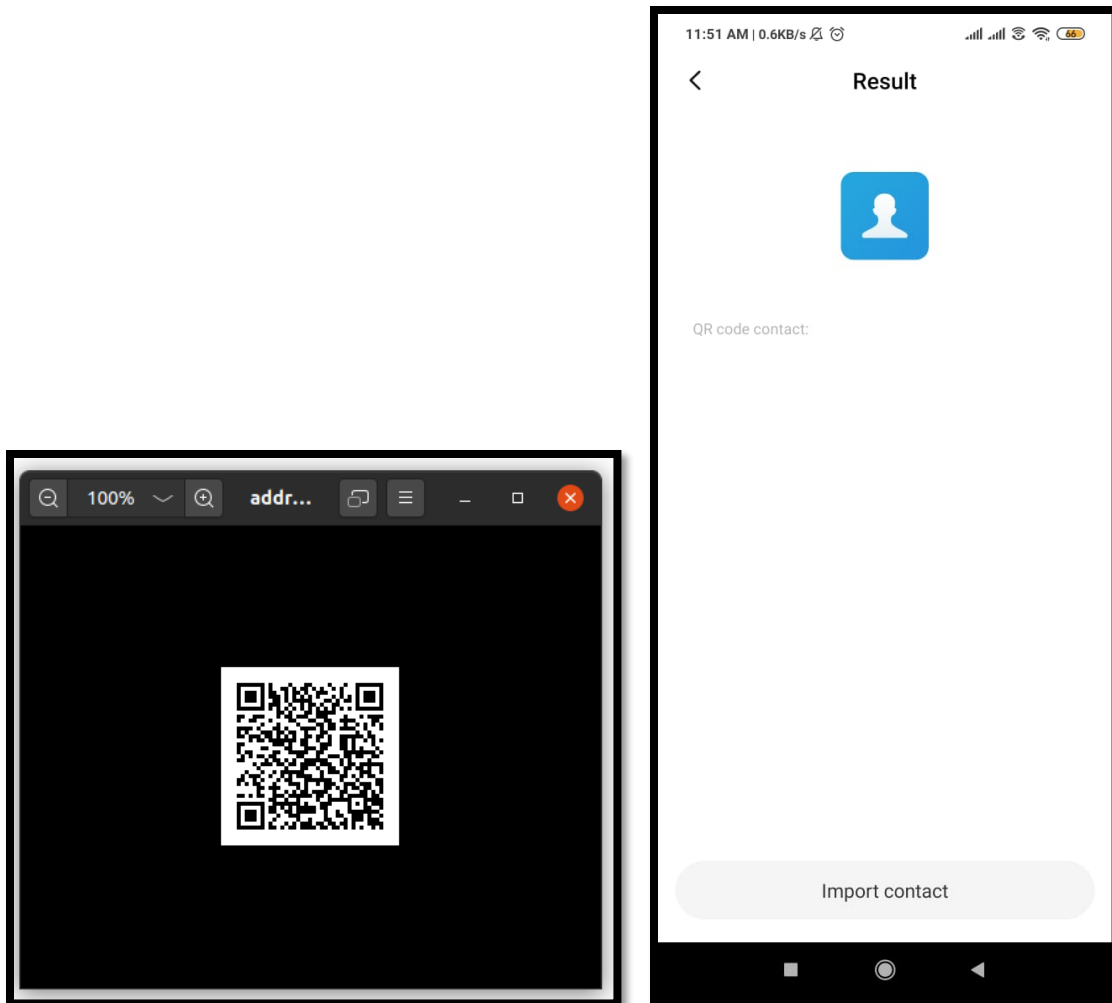 11:51 AM | 0.6KB/s
66
Result
QR code contact:
100%
addr...
Import contact